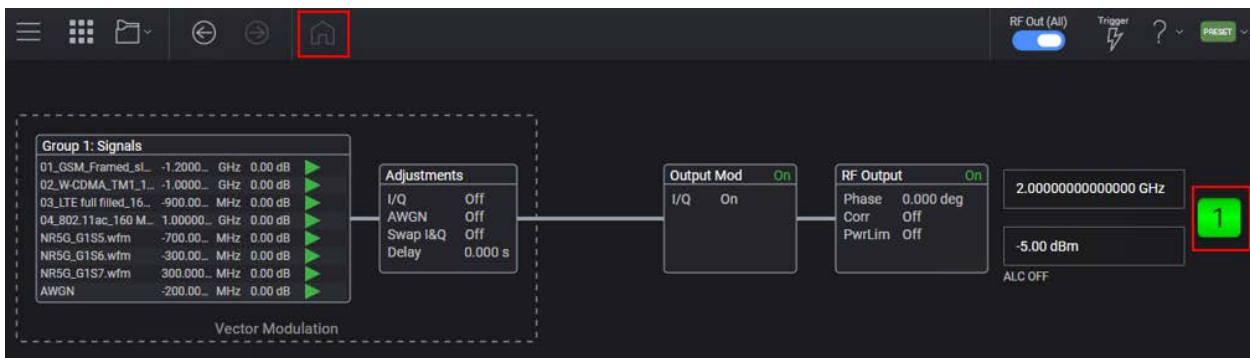 RF Out (All)
Trigger
?
PRESET
Group 1: Signals
01_GSM_Framed_sl... -1.2000... GHz 0.00 dB
02_W-CDMA_TM1_1... -1.0000... GHz 0.00 dB
03_LTE full filled_16... -900.00... MHz 0.00 dB
04_802.11ac_160 M... 1.00000... GHz 0.00 dB
NR5G_G1S5.wfm -700.00... MHz 0.00 dB
NR5G_G1S6.wfm -300.00... MHz 0.00 dB
NR5G_G1S7.wfm 300.000... MHz 0.00 dB
AWGN -200.00... MHz 0.00 dB
Vector Modulation
Adjustments
I/Q Off
AWGN Off
Swap I&Q Off
Delay 0.000 s
Output Mod On
I/Q On
RF Output On
Phase 0.000 deg
Corr Off
PwrLim Off
2.00000000000000 GHz
-5.00 dBm
ALC OFF
1